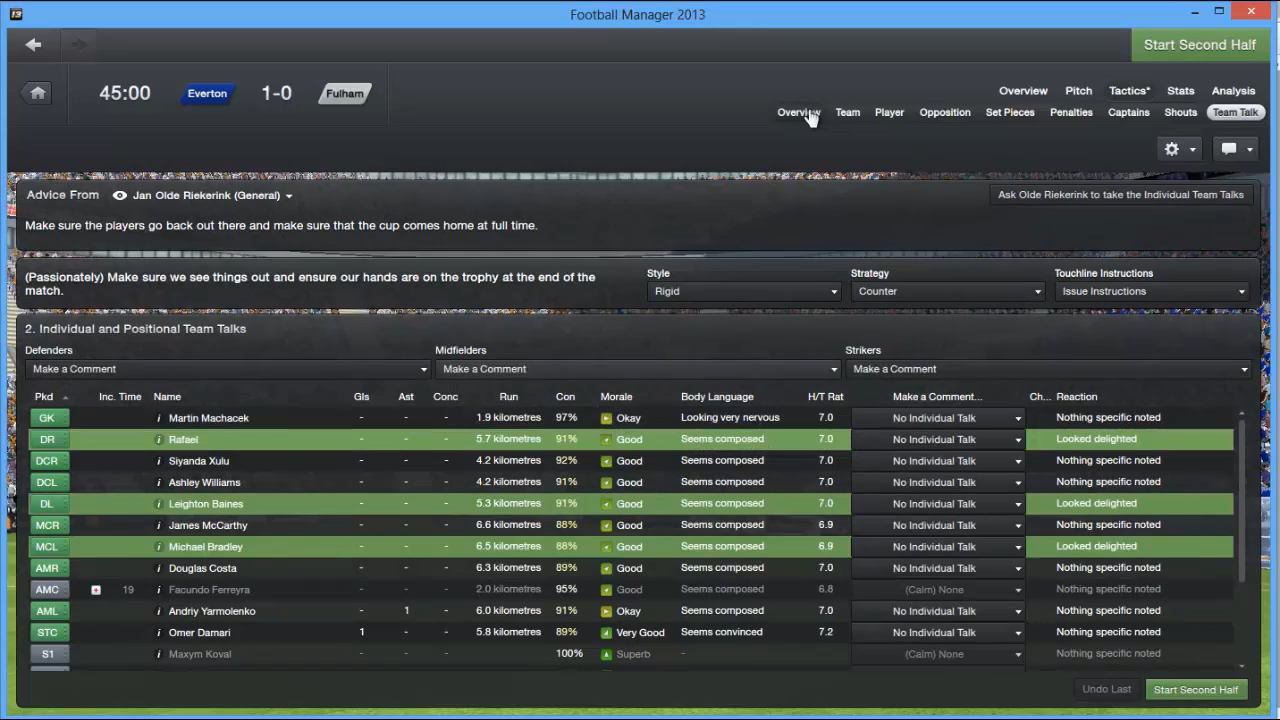 Football Manager 2013
Start Second Half
45:00 Everton 1-0 Fulham
Overview Pitch Tactics* Stats Analysis
Overview Team Player Opposition Set Pieces Penalties Captains Shouts Team Talk
Advice From Jan Olde Riekerink (General) Ask Olde Riekerink to take the Individual Team Talks
Make sure the players go back out there and make sure that the cup comes home at full time.
(Passionately) Make sure we see things out and ensure our hands are on the trophy at the end of the
match.
Style Strategy Touchline Instructions
Rigid Counter Issue Instructions
2. Individual and Positional Team Talks
Defenders Midfielders Strikers
Make a Comment Make a Comment Make a Comment
Pkd Inc. Time Name Gls Ast Conc Run Con Morale Body Language H/T Rat Make a Comment... Ch... Reaction
GK i Martin Machacek - - - 1.9 kilometres 97% Okay Looking very nervous 7.0 No Individual Talk Nothing specific noted
DR i Rafael - - - 5.7 kilometres 91% Good Seems composed 7.0 No Individual Talk Looked delighted
DCR i Siyanda Xulu - - - 4.2 kilometres 92% Good Seems composed 7.0 No Individual Talk Nothing specific noted
DCL i Ashley Williams - - - 4.2 kilometres 91% Good Seems composed 7.0 No Individual Talk Nothing specific noted
DL i Leighton Baines - - - 5.3 kilometres 91% Good Seems composed 7.0 No Individual Talk Looked delighted
MCR i James McCarthy - - - 6.6 kilometres 88% Good Seems composed 6.9 No Individual Talk Nothing specific noted
MCL i Michael Bradley - - - 6.5 kilometres 88% Good Seems composed 6.9 No Individual Talk Looked delighted
AMR i Douglas Costa - - - 6.3 kilometres 89% Good Seems composed 7.0 No Individual Talk Nothing specific noted
AMC 19 i Facundo Ferreyra - - - 2.0 kilometres 95% Good Seems composed 6.8 (Calm) None Nothing specific noted
AML i Andriy Yarmolenko - 1 - 6.0 kilometres 91% Okay Seems composed 7.0 No Individual Talk Nothing specific noted
STC i Omer Damari 1 - - 5.8 kilometres 89% Very Good Seems convinced 7.2 No Individual Talk Nothing specific noted
S1 i Maxym Koval 100% Superb - (Calm) None Nothing specific noted
Undo Last Start Second Half